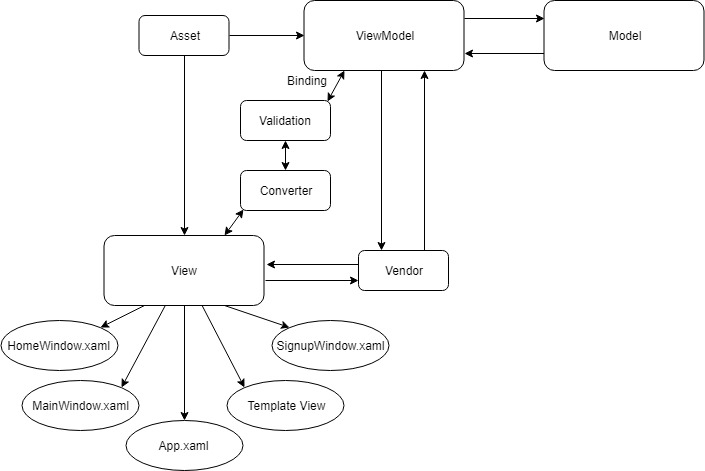 Asset
ViewModel
Model
Binding
Validation
Converter
View
Vendor
HomeWindow.xaml
SignupWindow.xaml
MainWindow.xaml
Template View
App.xaml